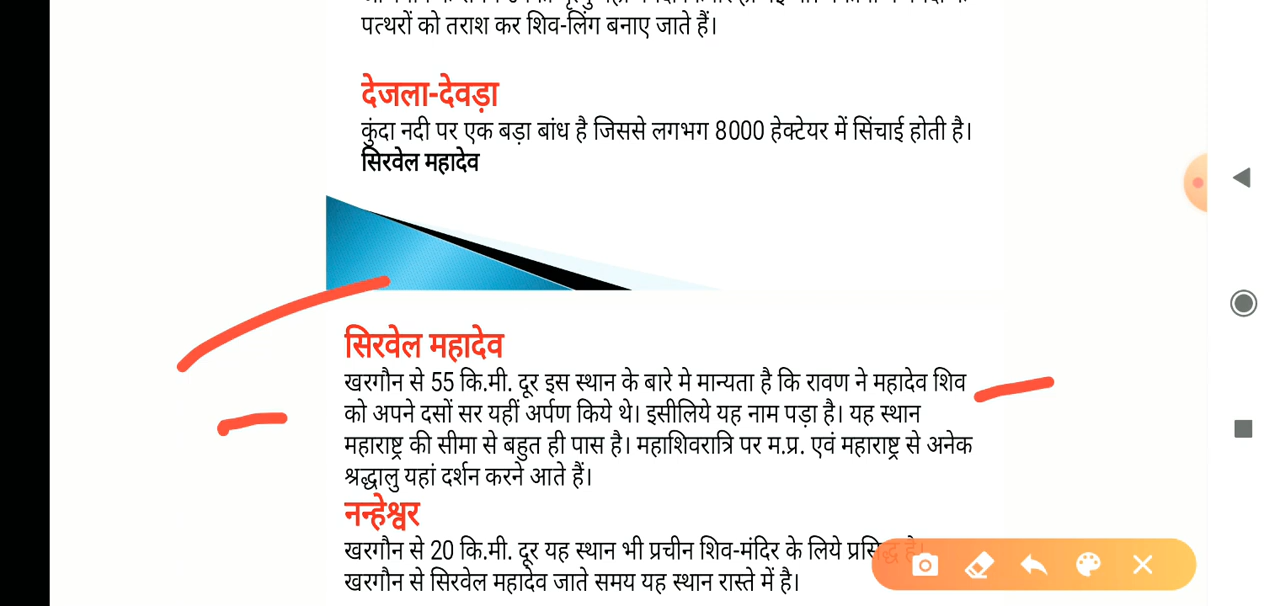 पत्थरों को तराश कर शिव-लिंग बनाए जाते हैं।
देजला-देवड़ा
कुंदा नदी पर एक बड़ा बांध है जिससे लगभग 8000 हेक्टेयर में सिंचाई होती है।
सिरवेल महादेव
सिरवेल महादेव
खरगौन से 55 कि.मी. दूर इस स्थान के बारे मे मान्यता है कि रावण ने महादेव शिव
को अपने दसों सर यहीं अर्पण किये थे। इसीलिये यह नाम पड़ा है। यह स्थान
महाराष्ट्र की सीमा से बहुत ही पास है। महाशिवरात्रि पर म.प्र. एवं महाराष्ट्र से अनेक
श्रद्धालु यहां दर्शन करने आते हैं।
नन्हेश्वर
खरगौन से 20 कि.मी. दूर यह स्थान भी प्रचीन शिव-मंदिर के लिये प्रसिद्ध है।
खरगौन से सिरवेल महादेव जाते समय यह स्थान रास्ते में है।